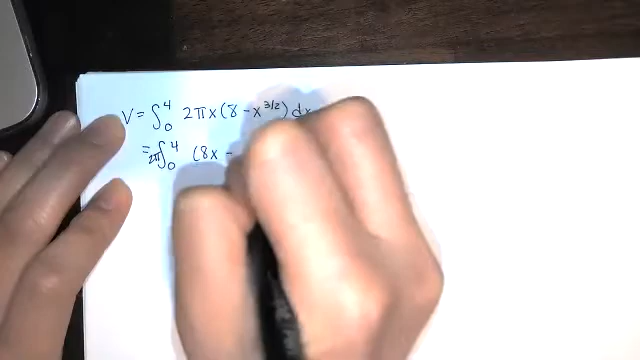 V = ∫₀⁴ 2πx(8 - x^{3/2}) dx
= 2π∫₀⁴ (8x -